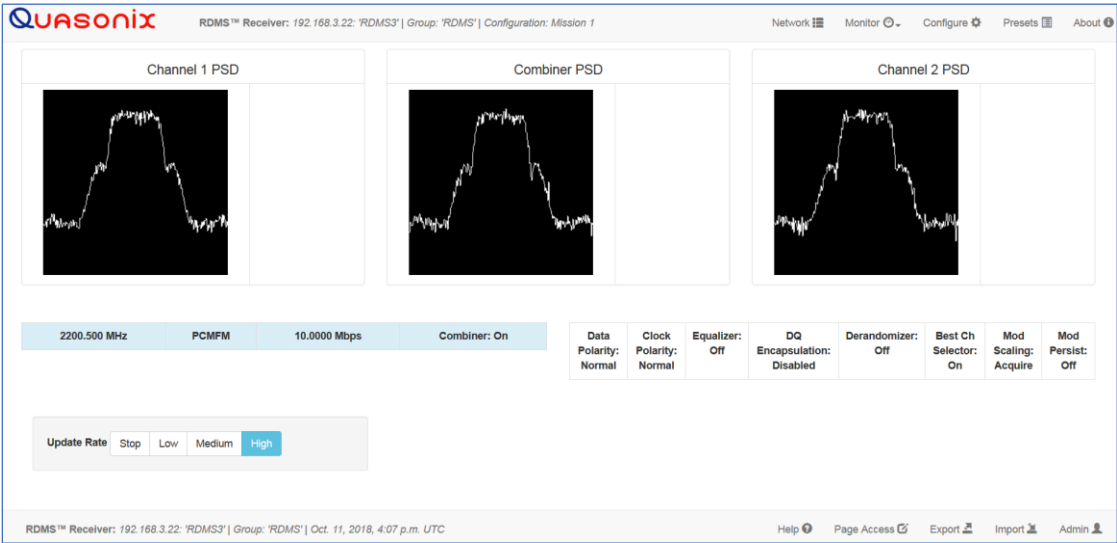 Quasonix RDMS™ Receiver: 192.168.3.22: 'RDMS3' | Group: 'RDMS' | Configuration: Mission 1 Network Monitor Configure Presets About
Channel 1 PSD Combiner PSD Channel 2 PSD
2200.500 MHz PCMFM 10.0000 Mbps Combiner: On
Data Polarity: Normal
Clock Polarity: Normal
Equalizer: Off
DQ Encapsulation: Disabled
Derandomizer: Off
Best Ch Selector: On
Mod Scaling: Acquire
Mod Persist: Off
Update Rate Stop Low Medium High
RDMS™ Receiver: 192.168.3.22: 'RDMS3' | Group: 'RDMS' | Oct. 11, 2018, 4:07 p.m. UTC Help Page Access Export Import Admin